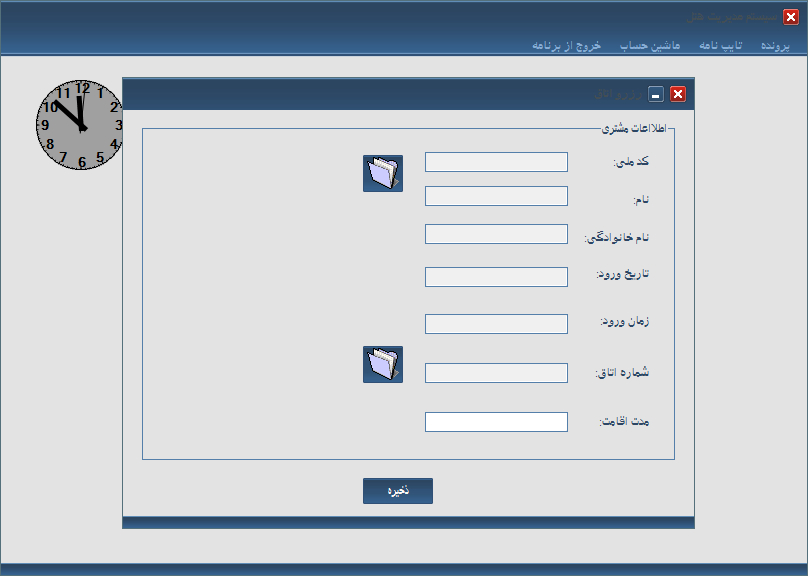 سیستم مدیریت هتل
پرونده تایپ نامه ماشین حساب خروج از برنامه
رزرو اتاق
اطلاعات مشتری
کد ملی:
نام:
نام خانوادگی:
تاریخ ورود:
زمان ورود:
شماره اتاق:
مدت اقامت:
ذخیره
12
11 1
10 2
9 3
8 4
7 5
6